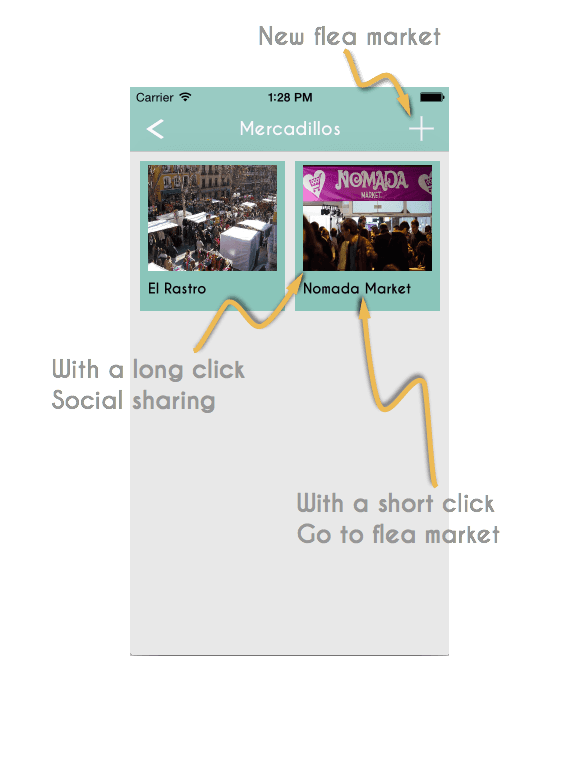 New flea market
Carrier 1:28 PM
Mercadillos
NOMADA
MARKET
El Rastro
Nomada Market
With a long click
Social sharing
With a short click
Go to flea market